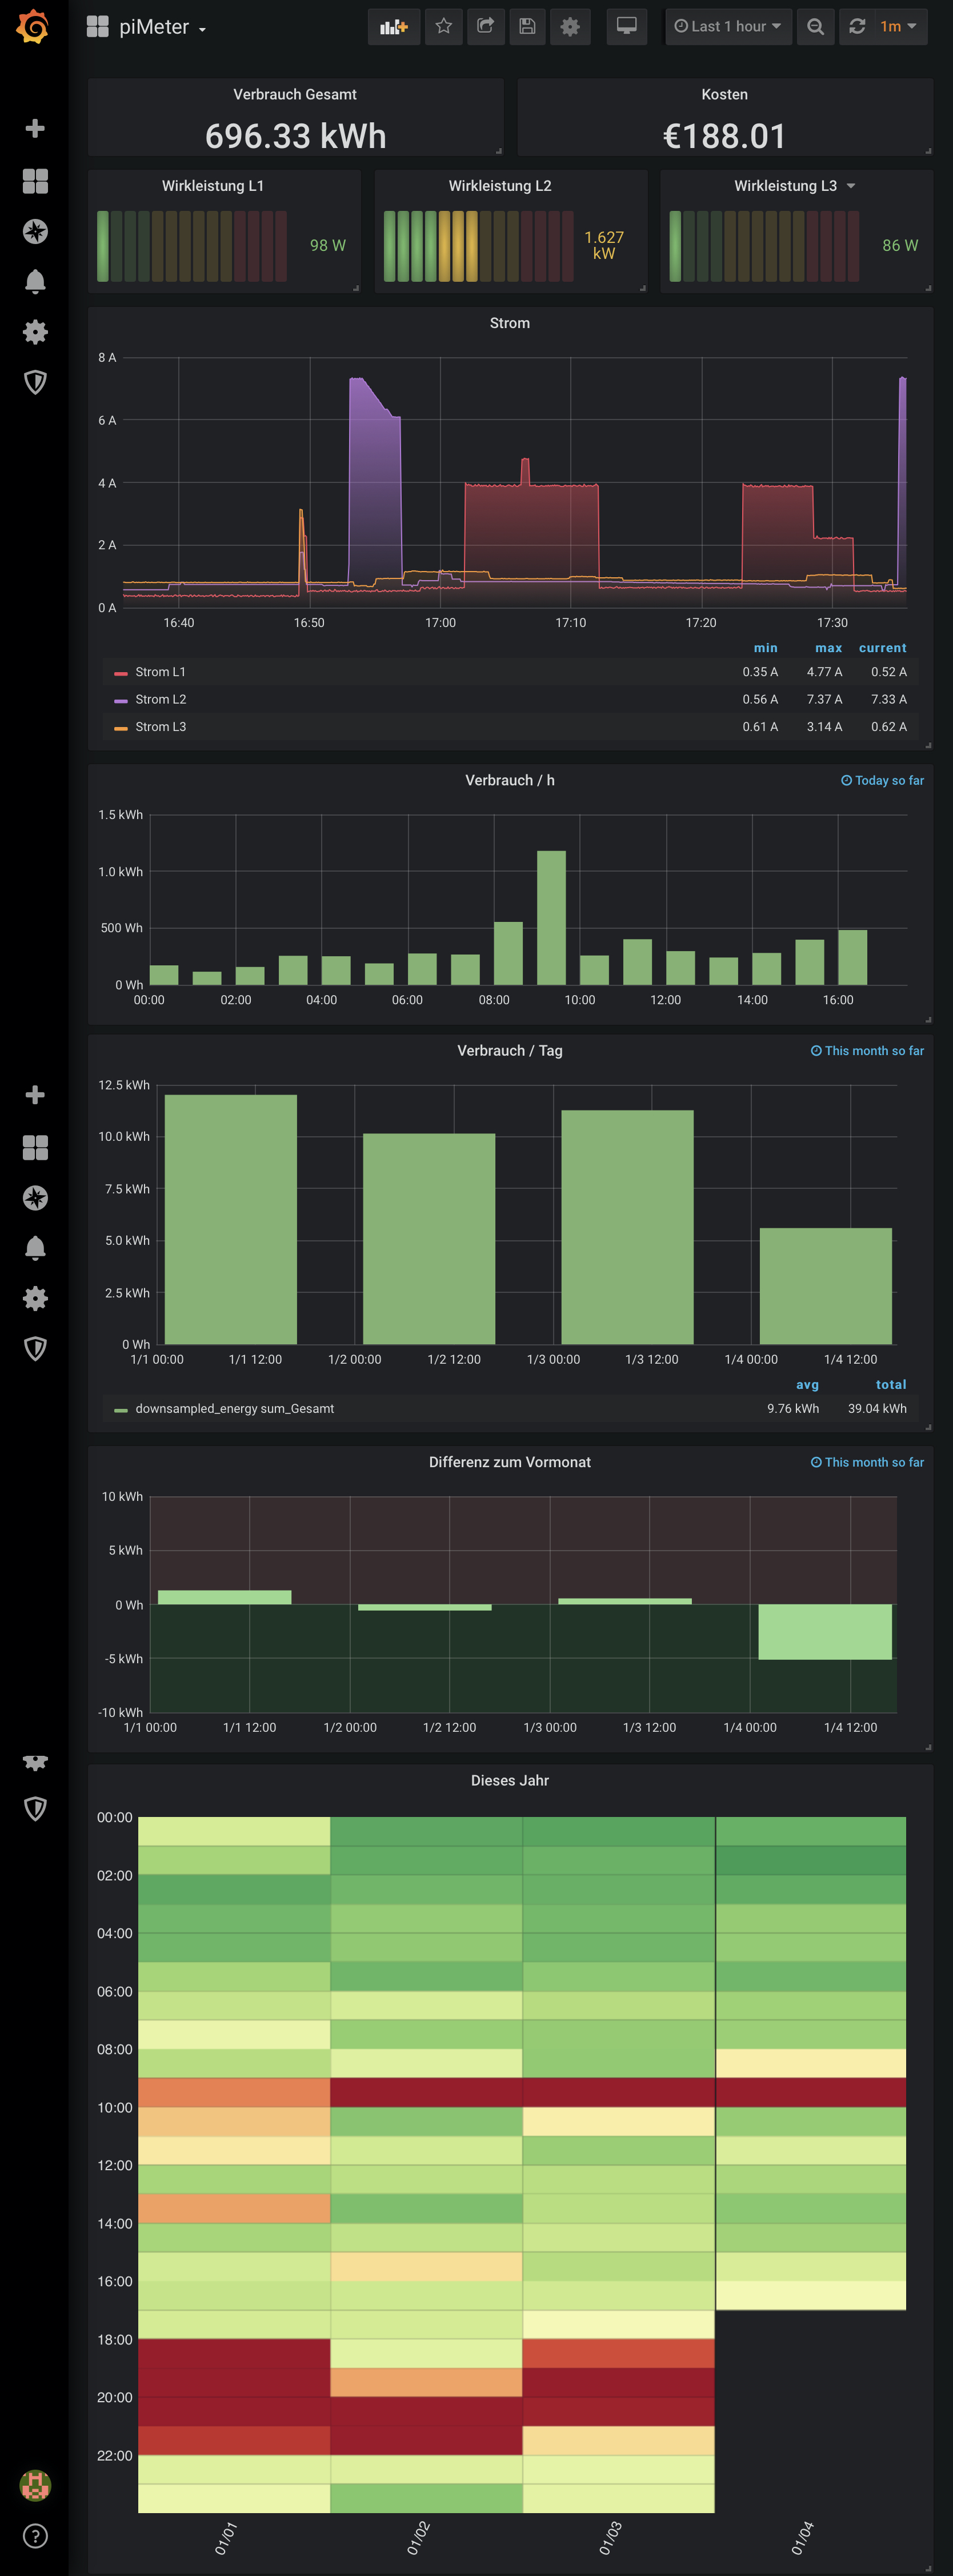 piMeter
Last 1 hour
1m
Verbrauch Gesamt
696.33 kWh
Kosten
€188.01
Wirkleistung L1
98 W
Wirkleistung L2
1.627
kW
Wirkleistung L3
86 W
Strom
8 A
6 A
4 A
2 A
0 A
16:40 16:50 17:00 17:10 17:20 17:30
min max current
Strom L1 0.35 A 4.77 A 0.52 A
Strom L2 0.56 A 7.37 A 7.33 A
Strom L3 0.61 A 3.14 A 0.62 A
Verbrauch / h
Today so far
1.5 kWh
1.0 kWh
500 Wh
0 Wh
00:00 02:00 04:00 06:00 08:00 10:00 12:00 14:00 16:00
Verbrauch / Tag
This month so far
12.5 kWh
10.0 kWh
7.5 kWh
5.0 kWh
2.5 kWh
0 Wh
1/1 00:00 1/1 12:00 1/2 00:00 1/2 12:00 1/3 00:00 1/3 12:00 1/4 00:00 1/4 12:00
avg total
downsampled_energy sum_Gesamt 9.76 kWh 39.04 kWh
Differenz zum Vormonat
This month so far
10 kWh
5 kWh
0 Wh
-5 kWh
-10 kWh
1/1 00:00 1/1 12:00 1/2 00:00 1/2 12:00 1/3 00:00 1/3 12:00 1/4 00:00 1/4 12:00
Dieses Jahr
00:00
02:00
04:00
06:00
08:00
10:00
12:00
14:00
16:00
18:00
20:00
22:00
01/01 01/02 01/03 01/04